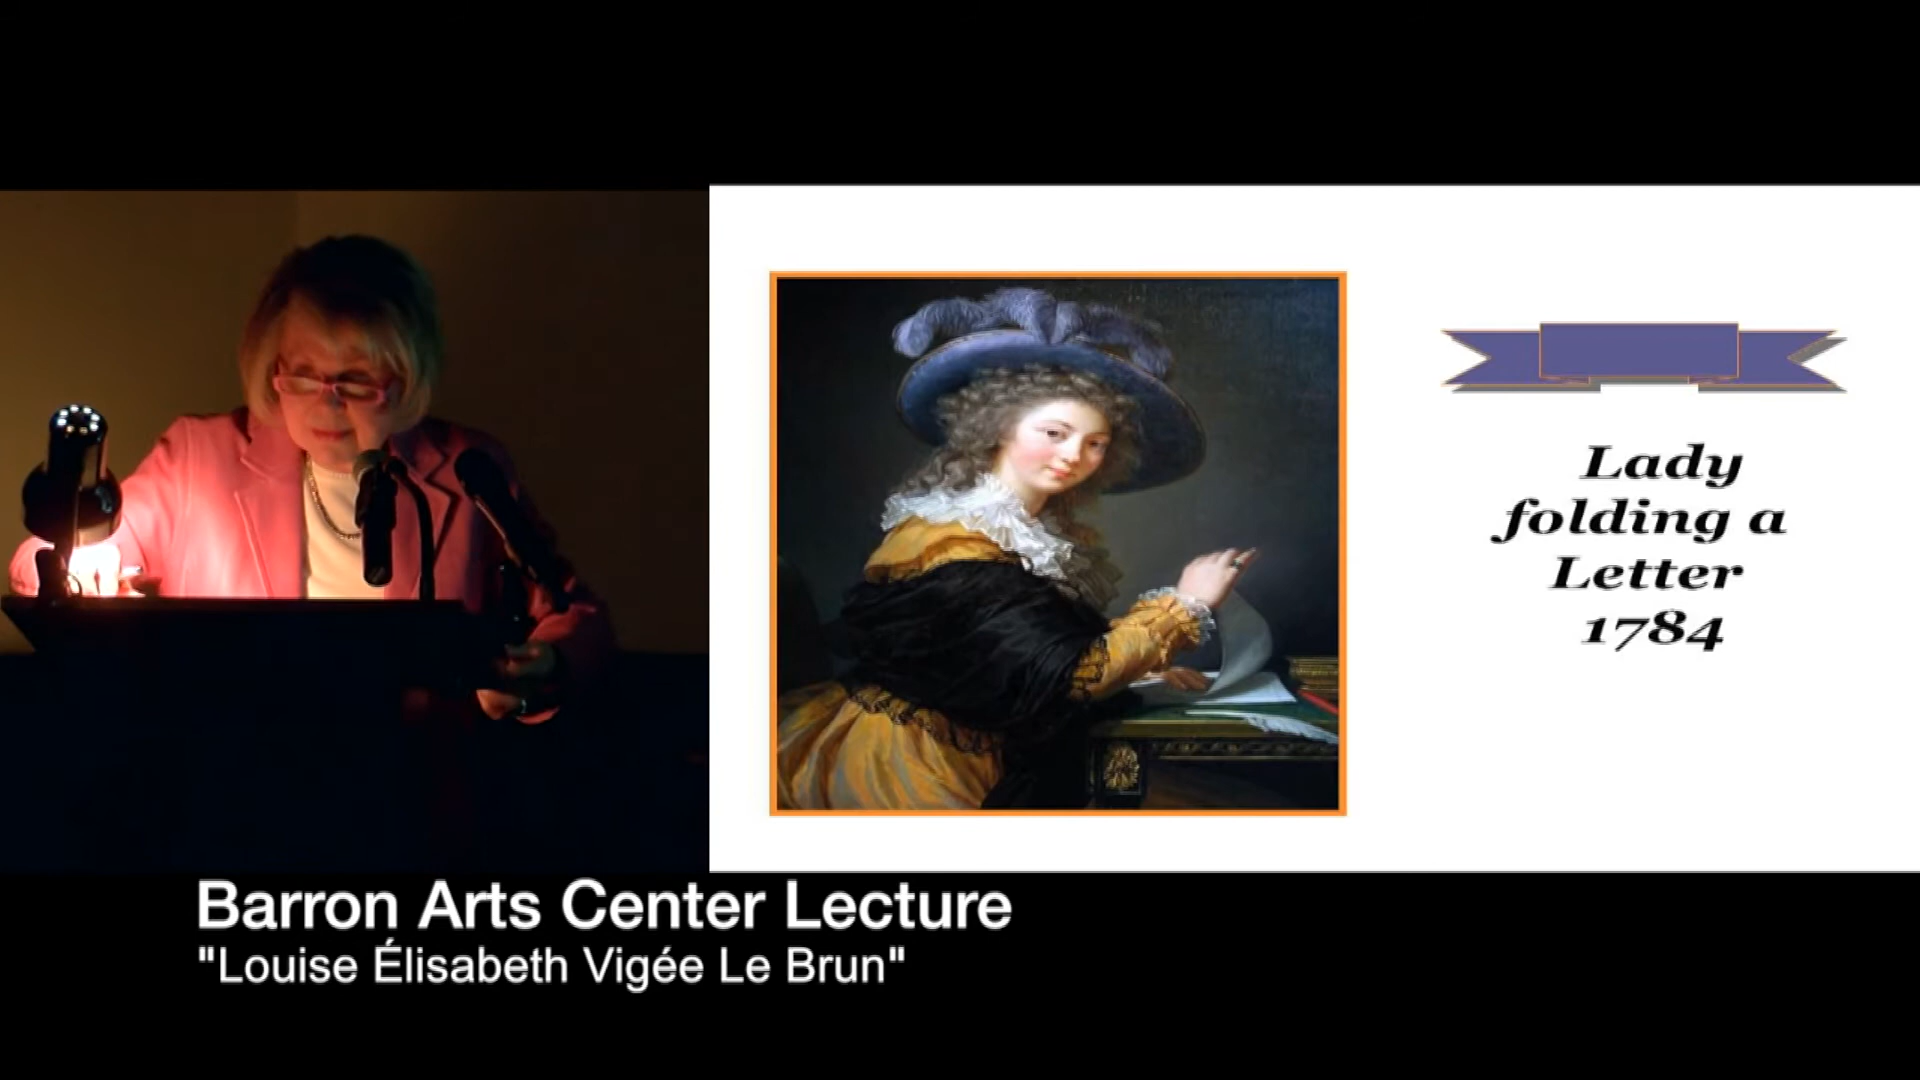 Lady
folding a
Letter
1784
Barron Arts Center Lecture
"Louise Élisabeth Vigée Le Brun"